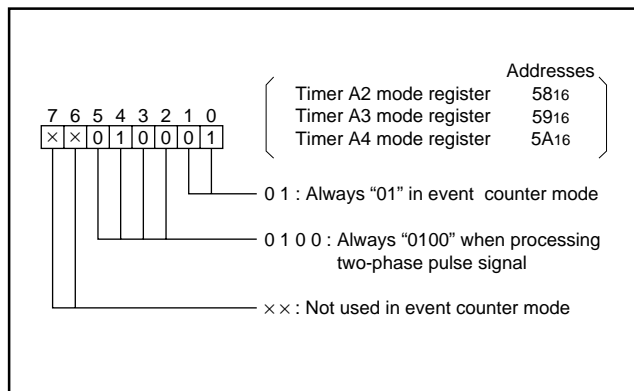 Addresses
Timer A2 mode register 5816
Timer A3 mode register 5916
Timer A4 mode register 5A16
7 6 5 4 3 2 1 0
× × 0 1 0 0 0 1
0 1 : Always “01” in event counter mode
0 1 0 0 : Always “0100” when processing
two-phase pulse signal
× × : Not used in event counter mode